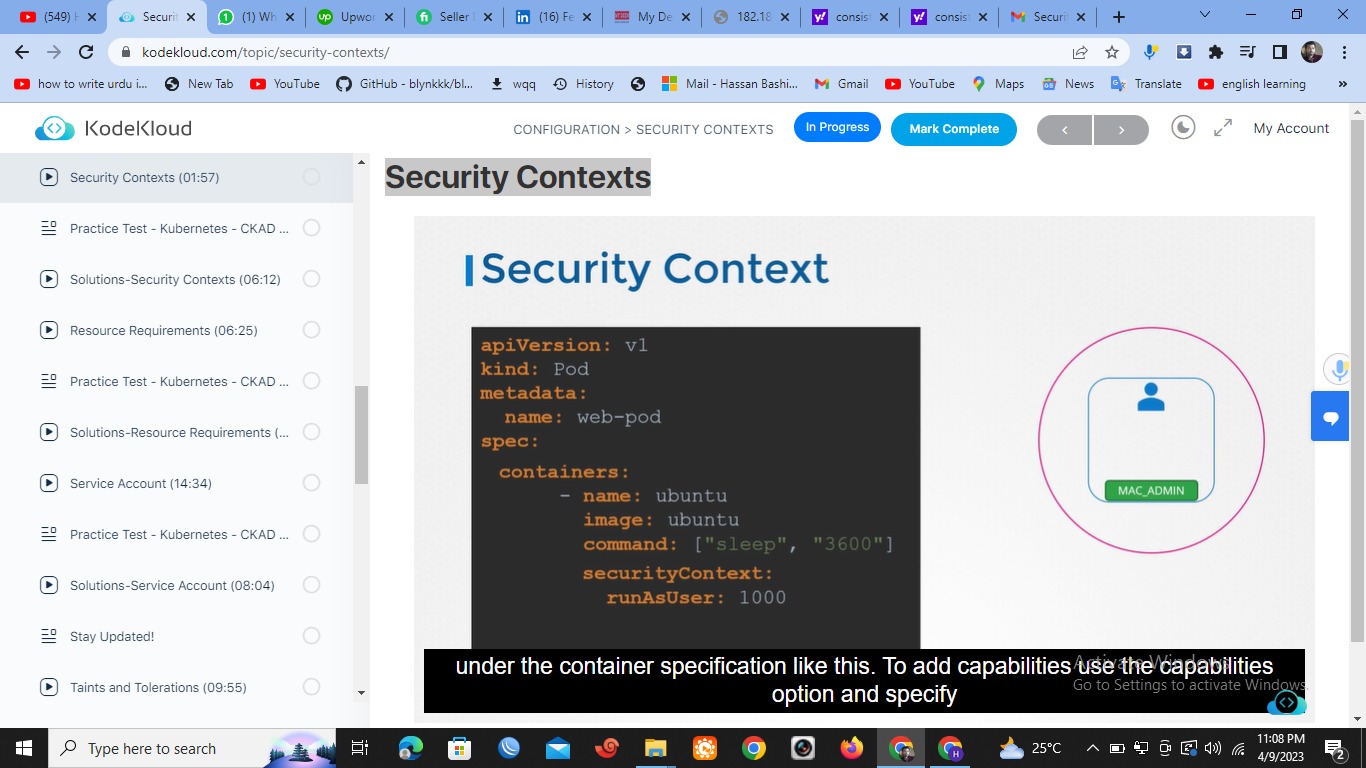 (549) H
Securit
(1) Wh
Upwor
Seller
(16) Fe
My De
182.18
consist
consist
Securit
kodekloud.com/topic/security-contexts/
how to write urdu i...
New Tab
YouTube
GitHub - blynkkk/bl...
wqq
History
Mail - Hassan Bashi...
Gmail
YouTube
Maps
News
Translate
english learning
»
KodeKloud
CONFIGURATION > SECURITY CONTEXTS
In Progress
Mark Complete
<
>
My Account
Security Contexts (01:57)
Practice Test - Kubernetes - CKAD ...
Solutions-Security Contexts (06:12)
Resource Requirements (06:25)
Practice Test - Kubernetes - CKAD ...
Solutions-Resource Requirements (...
Service Account (14:34)
Practice Test - Kubernetes - CKAD ...
Solutions-Service Account (08:04)
Stay Updated!
Taints and Tolerations (09:55)
Security Contexts
Security Context
apiVersion: v1
kind: Pod
metadata:
name: web-pod
spec:
containers:
- name: ubuntu
image: ubuntu
command: ["sleep", "3600"]
securityContext:
runAsUser: 1000
MAC_ADMIN
under the container specification like this. To add capabilities use the capabilities
option and specify
Activate Windows
Go to Settings to activate Windows.
Type here to search
25°C
11:08 PM
4/9/2023
2